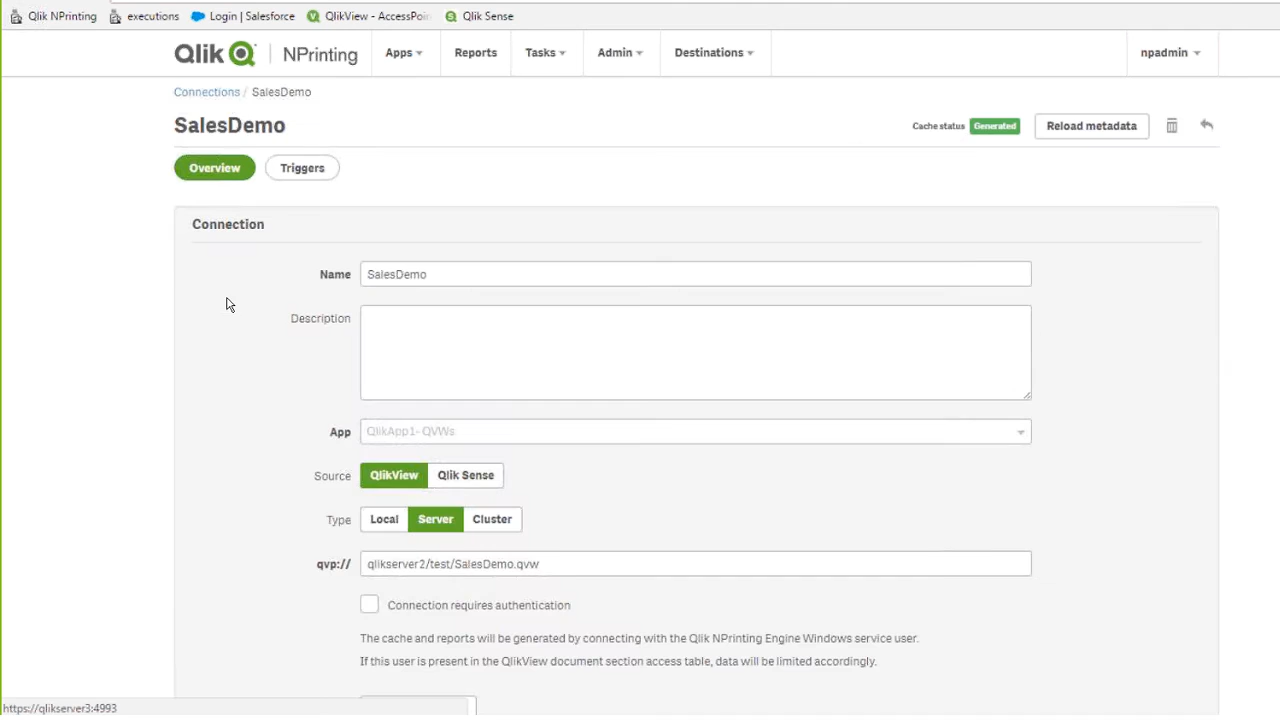 Qlik NPrinting executions Login | Salesforce QlikView - AccessPoin Qlik Sense
Qlik NPrinting Apps Reports Tasks Admin Destinations npadmin
Connections / SalesDemo
SalesDemo Cache status Generated Reload metadata
Overview Triggers
Connection
Name SalesDemo
Description
App QlikApp1- QVWs
Source QlikView Qlik Sense
Type Local Server Cluster
qvp:// qlikserver2/test/SalesDemo.qvw
Connection requires authentication
The cache and reports will be generated by connecting with the Qlik NPrinting Engine Windows service user.
If this user is present in the QlikView document section access table, data will be limited accordingly.
https://qlikserver3:4993